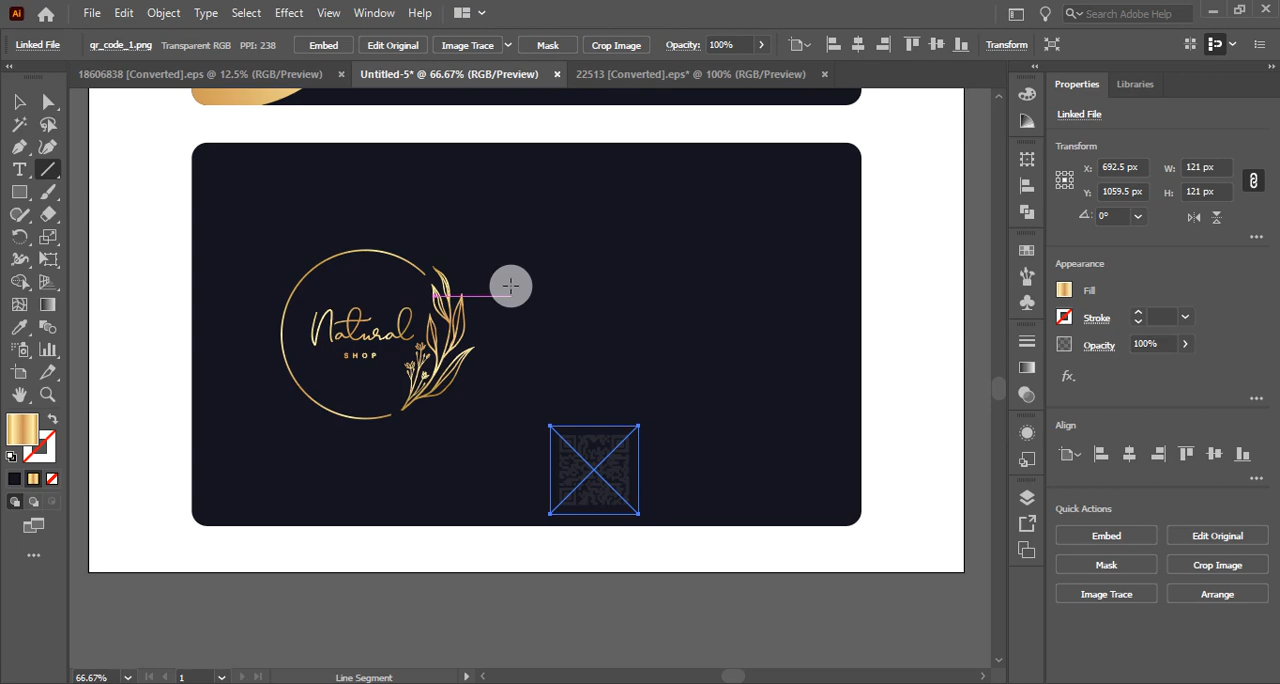 Ai File Edit Object Type Select Effect View Window Help Search Adobe Help
Linked File qr_code_1.png Transparent RGB PPI: 238 Embed Edit Original Image Trace Mask Crop Image Opacity: 100% Transform
18606838 [Converted].eps @ 12.5% (RGB/Preview) × Untitled-5* @ 66.67% (RGB/Preview) × 22513 [Converted].eps* @ 100% (RGB/Preview) ×
Properties Libraries
Linked File
Transform
X: 692.5 px W: 121 px
Y: 1059.5 px H: 121 px
0°
Appearance
Fill
Stroke
Opacity 100%
fx.
Align
Quick Actions
Embed Edit Original
Mask Crop Image
Image Trace Arrange
Natural
SHOP
66.67% 1 Line Segment